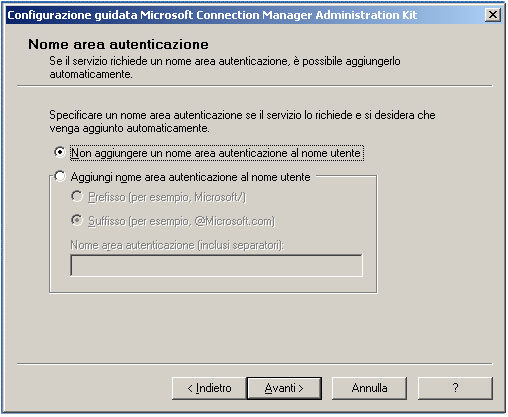 Configurazione guidata Microsoft Connection Manager Administration Kit
Nome area autenticazione
Se il servizio richiede un nome area autenticazione, è possibile aggiungerlo
automaticamente.
Specificare un nome area autenticazione se il servizio lo richiede e si desidera che
venga aggiunto automaticamente.
Non aggiungere un nome area autenticazione al nome utente
Aggiungi nome area autenticazione al nome utente
Prefisso (per esempio, Microsoft/)
Suffisso (per esempio, @Microsoft.com)
Nome area autenticazione (inclusi separatori):
< Indietro
Avanti >
Annulla
?